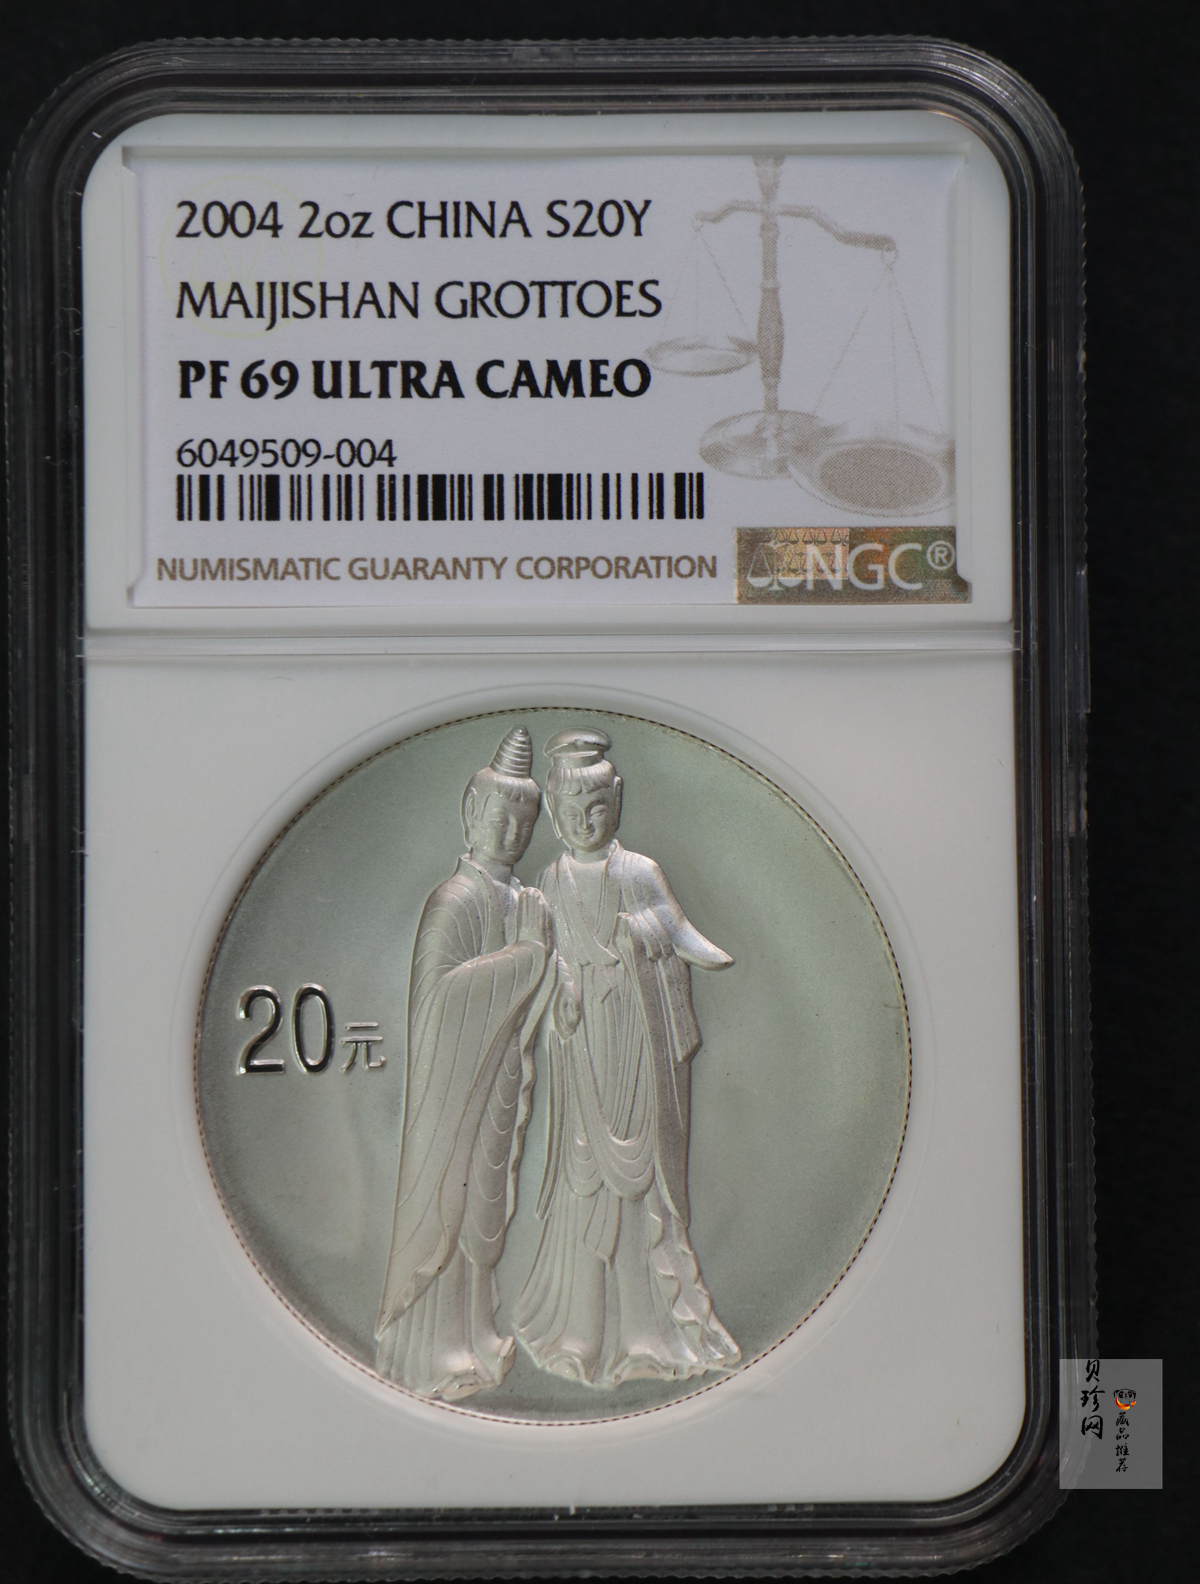 2004 2oz CHINA S20Y
MAIJISHAN GROTTOES
PF 69 ULTRA CAMEO
6049509-004
NUMISMATIC GUARANTY CORPORATION
NGC®
20元
贝珍网
藏品推荐